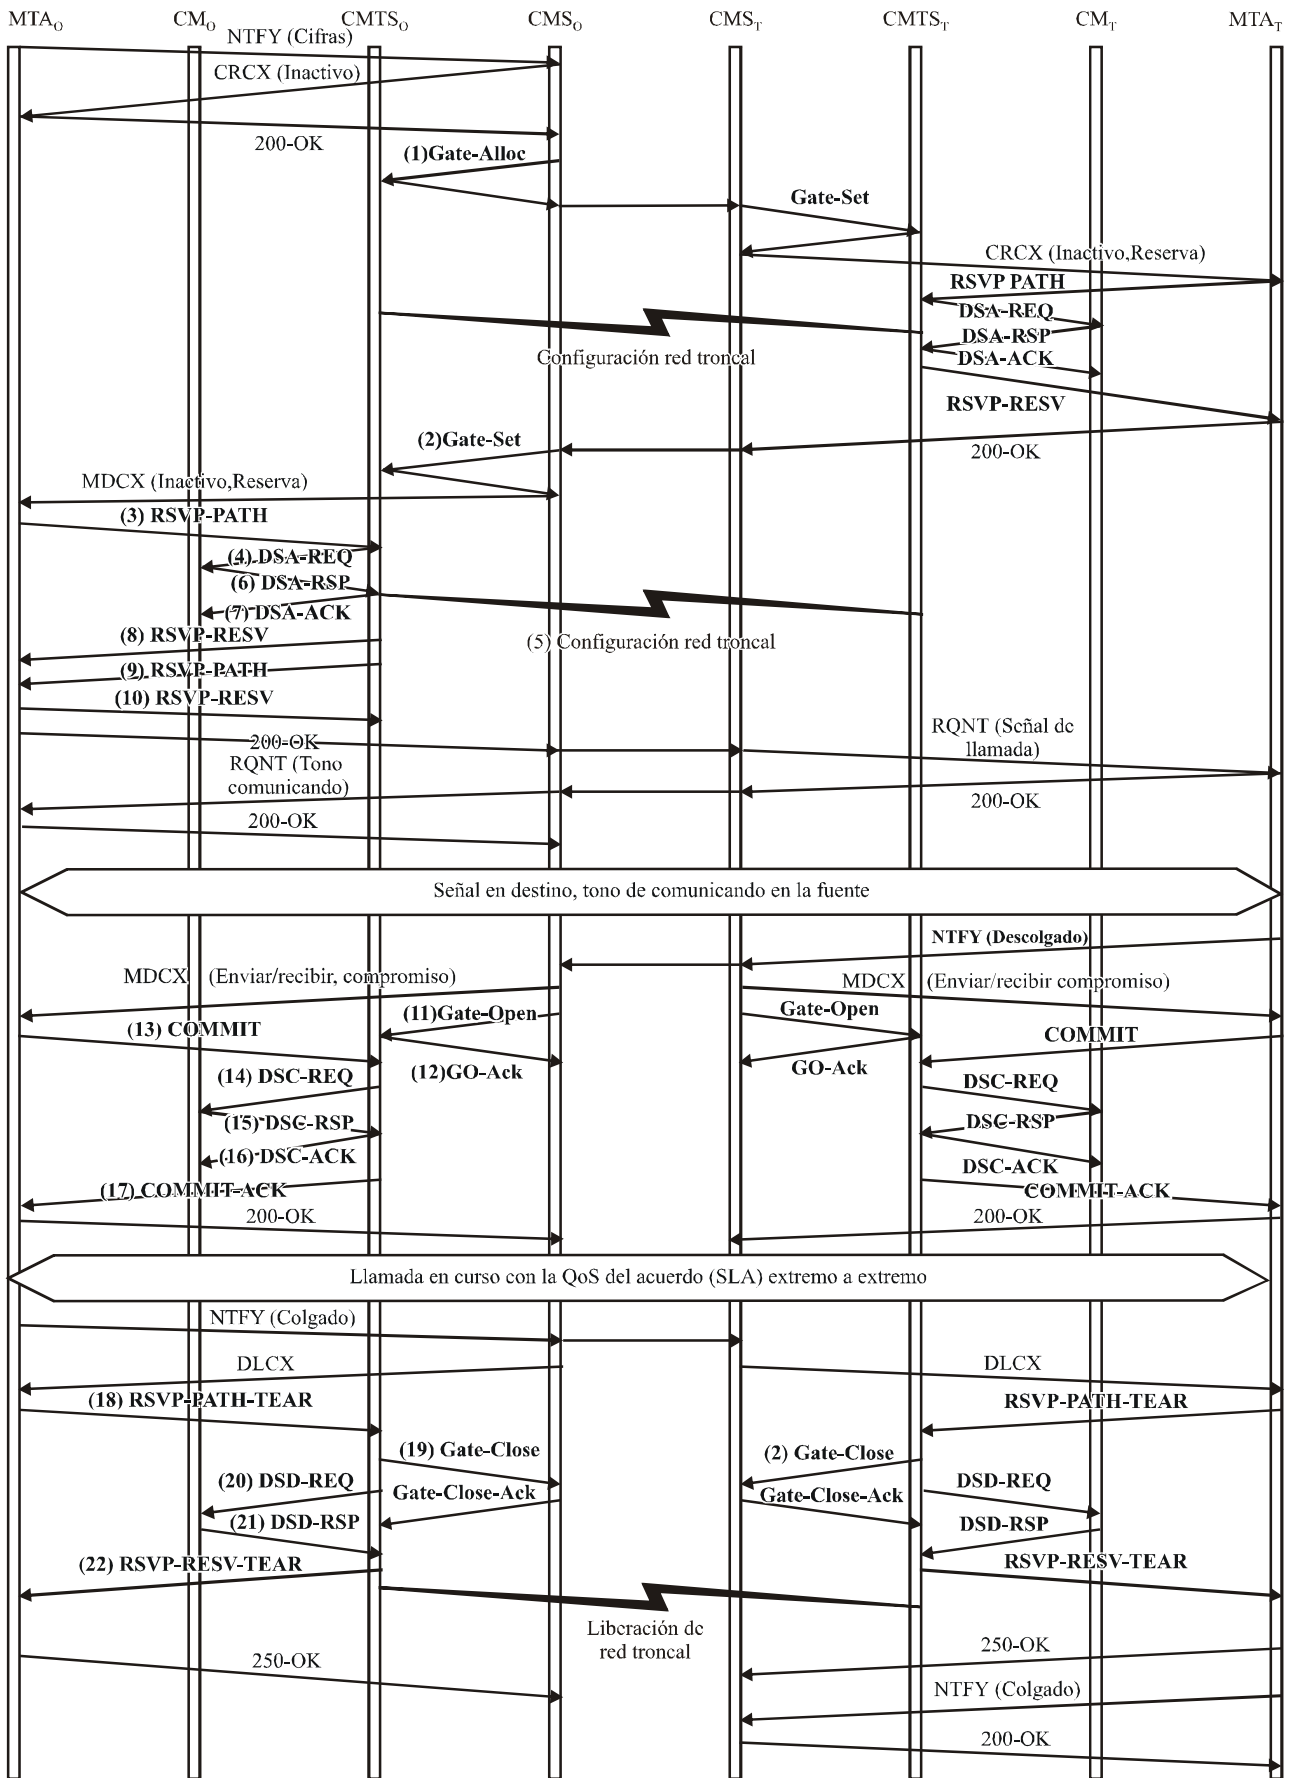 MTAO CMO CMTSO CMSO CMST CMTST CMT MTAT
NTFY (Cifras)
CRCX (Inactivo)
200-OK
(1)Gate-Alloc
Gate-Set
CRCX (Inactivo,Reserva)
RSVP PATH
DSA-REQ
DSA-RSP
Configuración red troncal
DSA-ACK
RSVP-RESV
(2)Gate-Set
200-OK
MDCX (Inactivo,Reserva)
(3) RSVP-PATH
(4) DSA-REQ
(6) DSA-RSP
(7) DSA-ACK
(8) RSVP-RESV
(5) Configuración red troncal
(9) RSVP-PATH
(10) RSVP-RESV
200-OK
RQNT (Señal de
llamada)
RQNT (Tono
comunicando)
200-OK
200-OK
Señal en destino, tono de comunicando en la fuente
NTFY (Descolgado)
MDCX (Enviar/recibir, compromiso)
MDCX (Enviar/recibir compromiso)
(11)Gate-Open
Gate-Open
(13) COMMIT
COMMIT
(12)GO-Ack
GO-Ack
(14) DSC-REQ
DSC-REQ
(15) DSC-RSP
DSC-RSP
(16) DSC-ACK
DSC-ACK
(17) COMMIT-ACK
COMMIT-ACK
200-OK
200-OK
Llamada en curso con la QoS del acuerdo (SLA) extremo a extremo
NTFY (Colgado)
DLCX
DLCX
(18) RSVP-PATH-TEAR
RSVP-PATH-TEAR
(19) Gate-Close
(2) Gate-Close
(20) DSD-REQ
DSD-REQ
Gate-Close-Ack
Gate-Close-Ack
(21) DSD-RSP
DSD-RSP
(22) RSVP-RESV-TEAR
RSVP-RESV-TEAR
Liberación de
red troncal
250-OK
250-OK
NTFY (Colgado)
200-OK